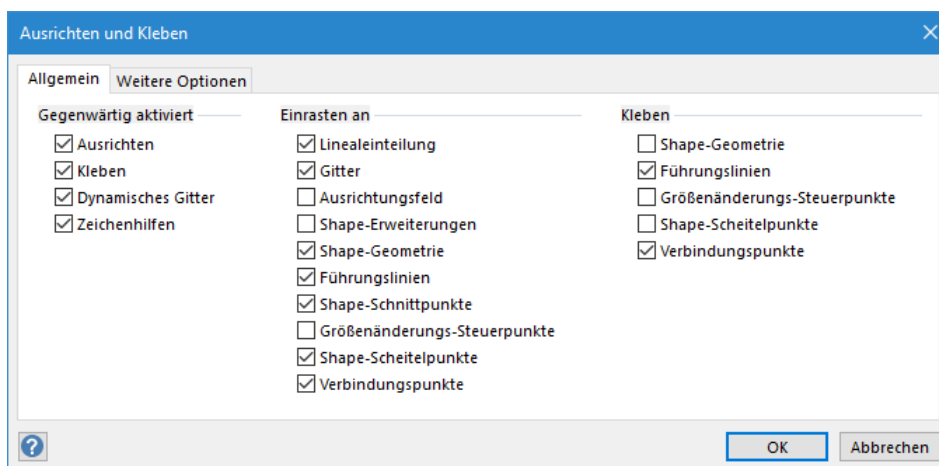 Ausrichten und Kleben
Allgemein
Weitere Optionen
Gegenwärtig aktiviert
Ausrichten
Kleben
Dynamisches Gitter
Zeichenhilfen
Einrasten an
Linealeinteilung
Gitter
Ausrichtungsfeld
Shape-Erweiterungen
Shape-Geometrie
Führungslinien
Shape-Schnittpunkte
Größenänderungs-Steuerpunkte
Shape-Scheitelpunkte
Verbindungspunkte
Kleben
Shape-Geometrie
Führungslinien
Größenänderungs-Steuerpunkte
Shape-Scheitelpunkte
Verbindungspunkte
?
OK
Abbrechen